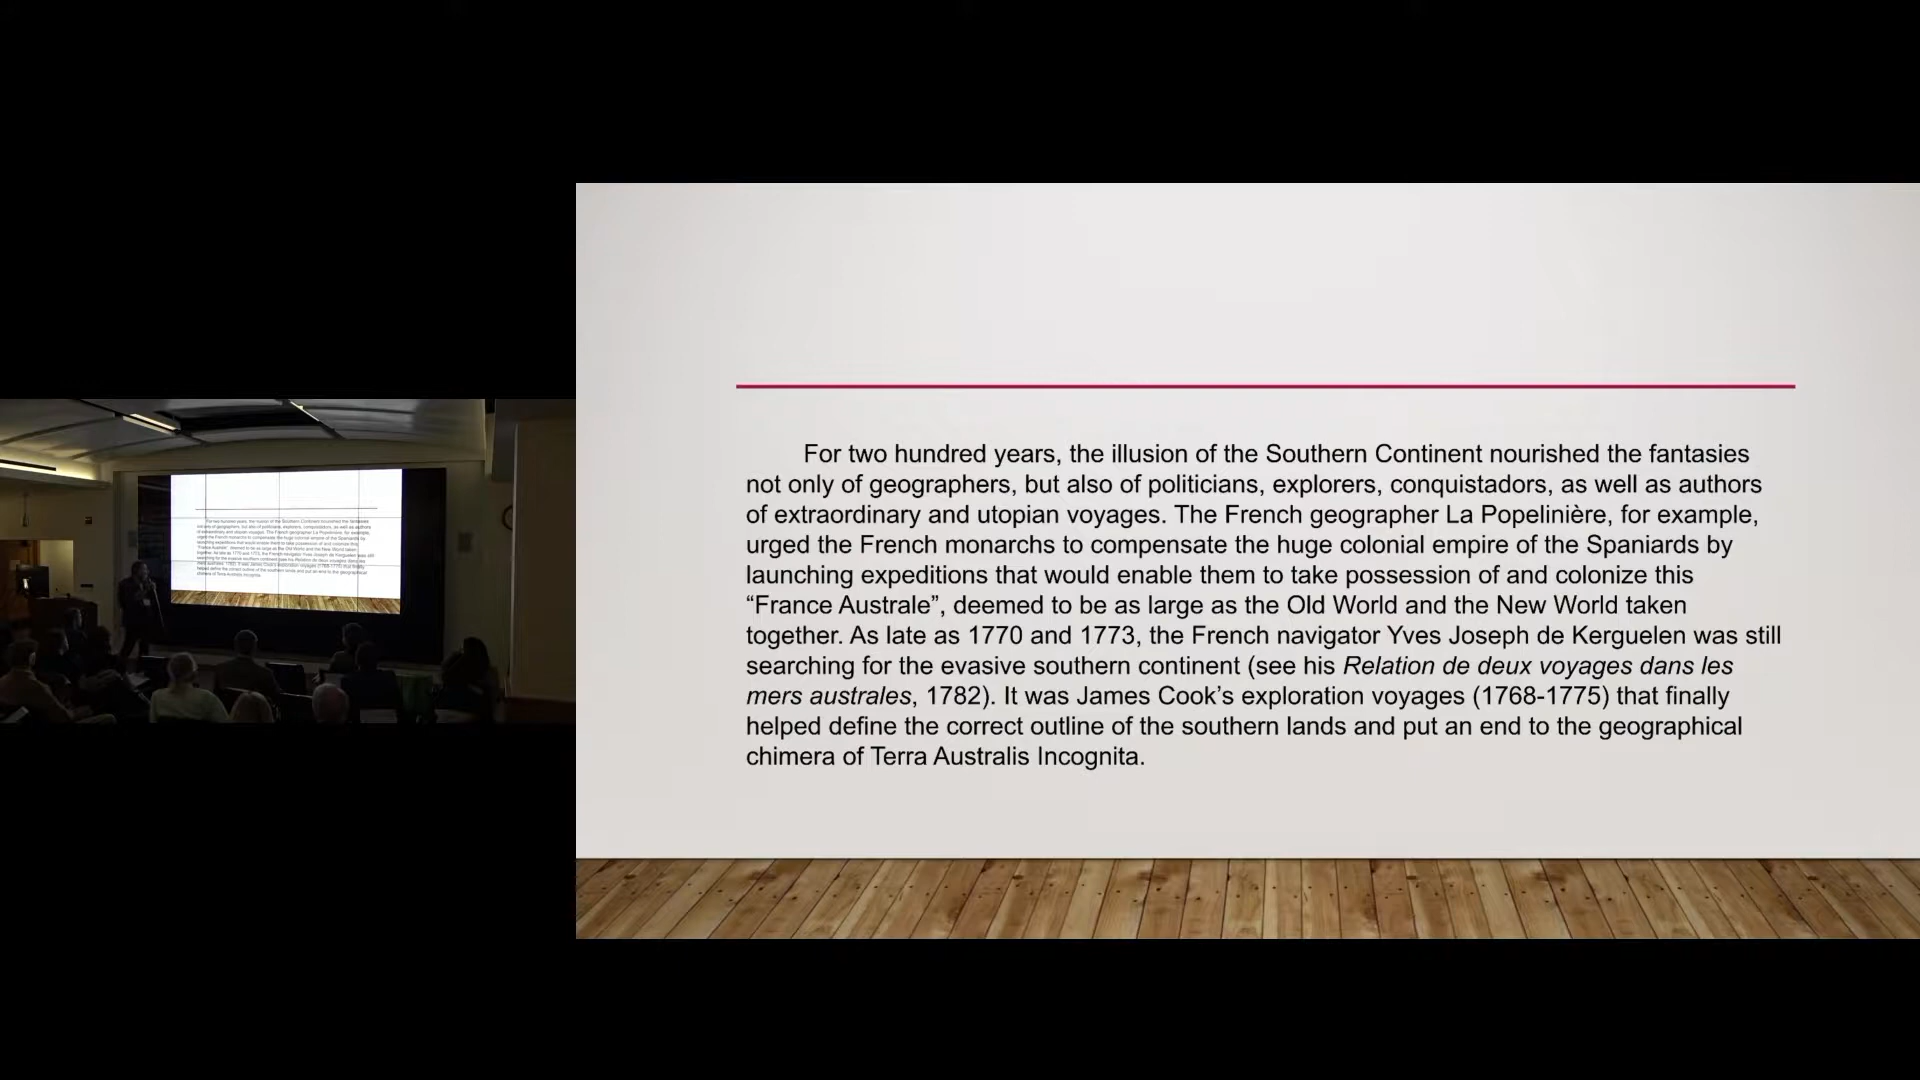 For two hundred years, the illusion of the Southern Continent nourished the fantasies
not only of geographers, but also of politicians, explorers, conquistadors, as well as authors
of extraordinary and utopian voyages. The French geographer La Popelinière, for example,
urged the French monarchs to compensate the huge colonial empire of the Spaniards by
launching expeditions that would enable them to take possession of and colonize this
“France Australe”, deemed to be as large as the Old World and the New World taken
together. As late as 1770 and 1773, the French navigator Yves Joseph de Kerguelen was still
searching for the evasive southern continent (see his Relation de deux voyages dans les
mers australes, 1782). It was James Cook’s exploration voyages (1768-1775) that finally
helped define the correct outline of the southern lands and put an end to the geographical
chimera of Terra Australis Incognita.